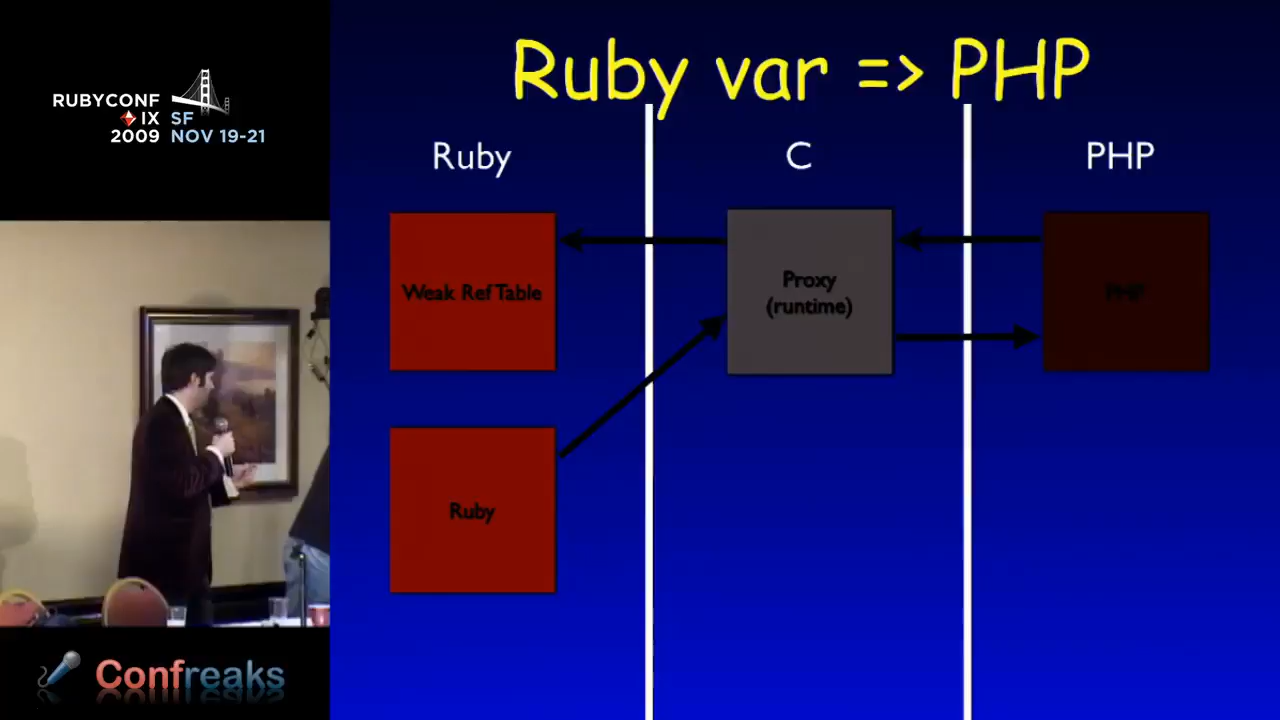 RUBYCONF
IX SF
2009 NOV 19-21
Ruby var => PHP
Ruby
C
PHP
Weak Ref Table
Proxy
(runtime)
PHP
Ruby
Confreaks